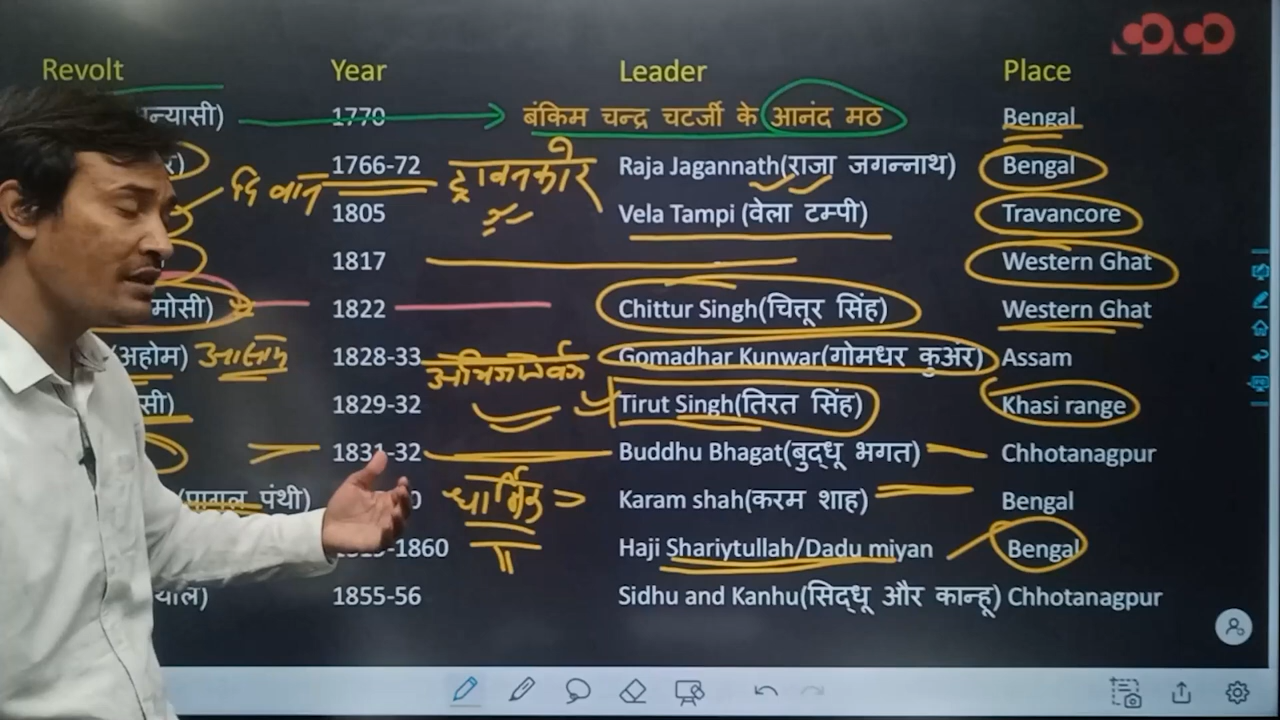 Revolt Year Leader Place
न्यासी) 1770 बंकिम चन्द्र चटर्जी के आनंद मठ Bengal
) 1766-72 Raja Jagannath(राजा जगन्नाथ) Bengal
दिवान ट्रावनकोर
1805 Vela Tampi (वेला टम्पी) Travancore
1817 Western Ghat
मोसी) 1822 Chittur Singh(चित्तूर सिंह) Western Ghat
(अहोम) आसाम 1828-33 Gomadhar Kunwar(गोमधर कुअंर) Assam
सी) 1829-32 Tirut Singh(तिरत सिंह) Khasi range
1831-32 Buddhu Bhagat(बुद्धू भगत) Chhotanagpur
(पागल पंथी) 0 धार्मिक Karam shah(करम शाह) Bengal
-1860 Haji Shariytullah/Dadu miyan Bengal
थाल) 1855-56 Sidhu and Kanhu(सिद्धू और कान्हू) Chhotanagpur